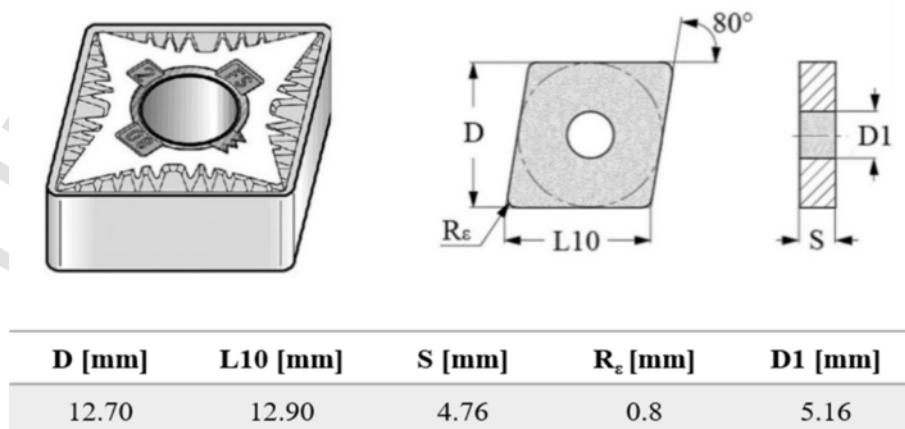 80°
D
D1
Rε
L10
S
D [mm] L10 [mm] S [mm] Rε [mm] D1 [mm]
12.70 12.90 4.76 0.8 5.16